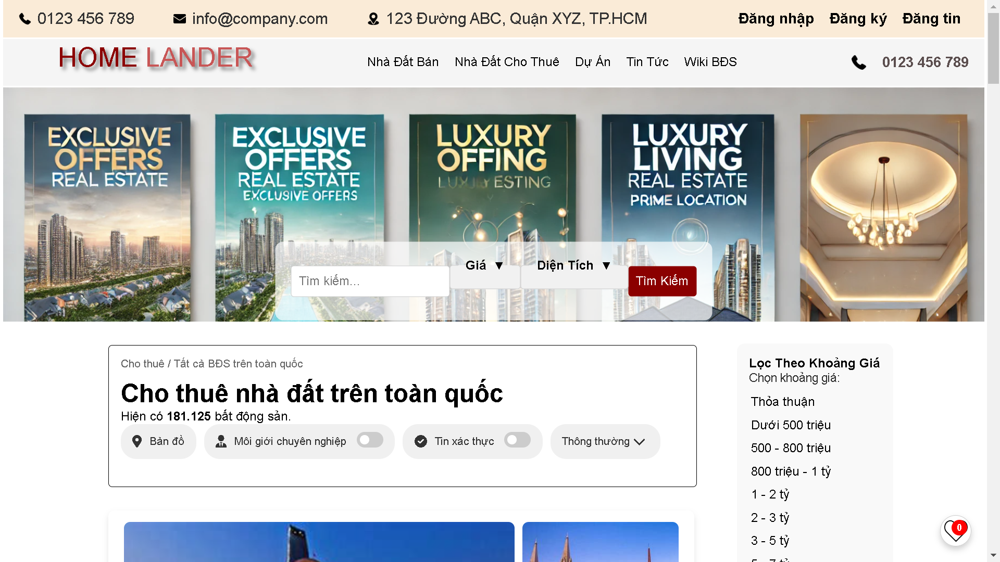 0123 456 789
info@company.com
123 Đường ABC, Quận XYZ, TP.HCM
Đăng nhập
Đăng ký
Đăng tin
HOME LANDER
Nhà Đất Bán
Nhà Đất Cho Thuê
Dự Án
Tin Tức
Wiki BĐS
0123 456 789
EXCLUSIVE
OFFERS
REAL ESTATE
EXCLUSIVE
OFFERS
REAL ESTATE
EXCLUSIVE OFFERS
LUXURY
OFFING
ESTING
LUXURY
LIVING
REAL ESTATE
PRIME LOCATION
Tìm kiếm...
Giá ▼
Diện Tích ▼
Tìm Kiếm
Cho thuê / Tất cả BĐS trên toàn quốc
Cho thuê nhà đất trên toàn quốc
Hiện có 181.125 bất động sản.
Bản đồ
Môi giới chuyên nghiệp
Tin xác thực
Thông thường
Lọc Theo Khoảng Giá
Chọn khoảng giá:
Thỏa thuận
Dưới 500 triệu
500 - 800 triệu
800 triệu - 1 tỷ
1 - 2 tỷ
2 - 3 tỷ
3 - 5 tỷ
5 - 7 tỷ
0